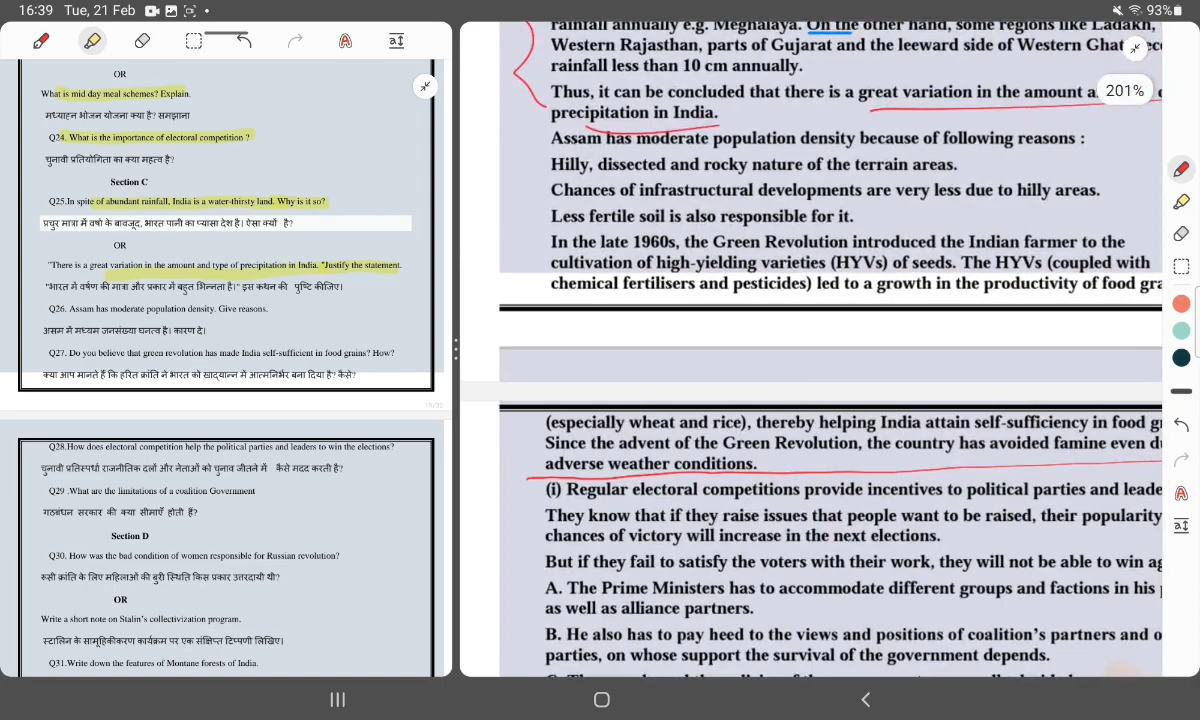 16:39 Tue, 21 Feb
93%
OR
What is mid day meal schemes? Explain.
मध्याह्न भोजन योजना क्या है? समझाना
Q24. What is the importance of electoral competition ?
चुनावी प्रतियोगिता का क्या महत्व है?
Section C
Q25.In spite of abundant rainfall, India is a water-thirsty land. Why is it so?
प्रचुर मात्रा में वर्षा के बावजूद, भारत पानी का प्यासा देश है। ऐसा क्यों है?
OR
"There is a great variation in the amount and type of precipitation in India. "Justify the statement.
"भारत में वर्षण की मात्रा और प्रकार में बहुत भिन्नता है।" इस कथन की पुष्टि कीजिए।
Q26. Assam has moderate population density. Give reasons.
असम में मध्यम जनसंख्या घनत्व है। कारण दे।
Q27. Do you believe that green revolution has made India self-sufficient in food grains? How?
क्या आप मानते हैं कि हरित क्रांति ने भारत को खाद्यान्न में आत्मनिर्भर बना दिया है? कैसे?
19/32
Q28.How does electoral competition help the political parties and leaders to win the elections?
चुनावी प्रतिस्पर्धा राजनीतिक दलों और नेताओं को चुनाव जीतने में कैसे मदद करती है?
Q29 .What are the limitations of a coalition Government
गठबंधन सरकार की क्या सीमाएँ होती हैं?
Section D
Q30. How was the bad condition of women responsible for Russian revolution?
रूसी क्रांति के लिए महिलाओं की बुरी स्थिति किस प्रकार उत्तरदायी थी?
OR
Write a short note on Stalin's collectivization program.
स्टालिन के सामूहिकीकरण कार्यक्रम पर एक संक्षिप्त टिप्पणी लिखिए।
Q31.Write down the features of Montane forests of India.
rainfall annually e.g. Meghalaya. On the other hand, some regions like Ladakh,
Western Rajasthan, parts of Gujarat and the leeward side of Western Ghat
rainfall less than 10 cm annually.
201%
Thus, it can be concluded that there is a great variation in the amount a
precipitation in India.
Assam has moderate population density because of following reasons :
Hilly, dissected and rocky nature of the terrain areas.
Chances of infrastructural developments are very less due to hilly areas.
Less fertile soil is also responsible for it.
In the late 1960s, the Green Revolution introduced the Indian farmer to the
cultivation of high-yielding varieties (HYVs) of seeds. The HYVs (coupled with
chemical fertilisers and pesticides) led to a growth in the productivity of food gra
(especially wheat and rice), thereby helping India attain self-sufficiency in food g
Since the advent of the Green Revolution, the country has avoided famine even d
adverse weather conditions.
(i) Regular electoral competitions provide incentives to political parties and leade
They know that if they raise issues that people want to be raised, their popularity
chances of victory will increase in the next elections.
But if they fail to satisfy the voters with their work, they will not be able to win ag
A. The Prime Ministers has to accommodate different groups and factions in his
as well as alliance partners.
B. He also has to pay heed to the views and positions of coalition's partners and o
parties, on whose support the survival of the government depends.